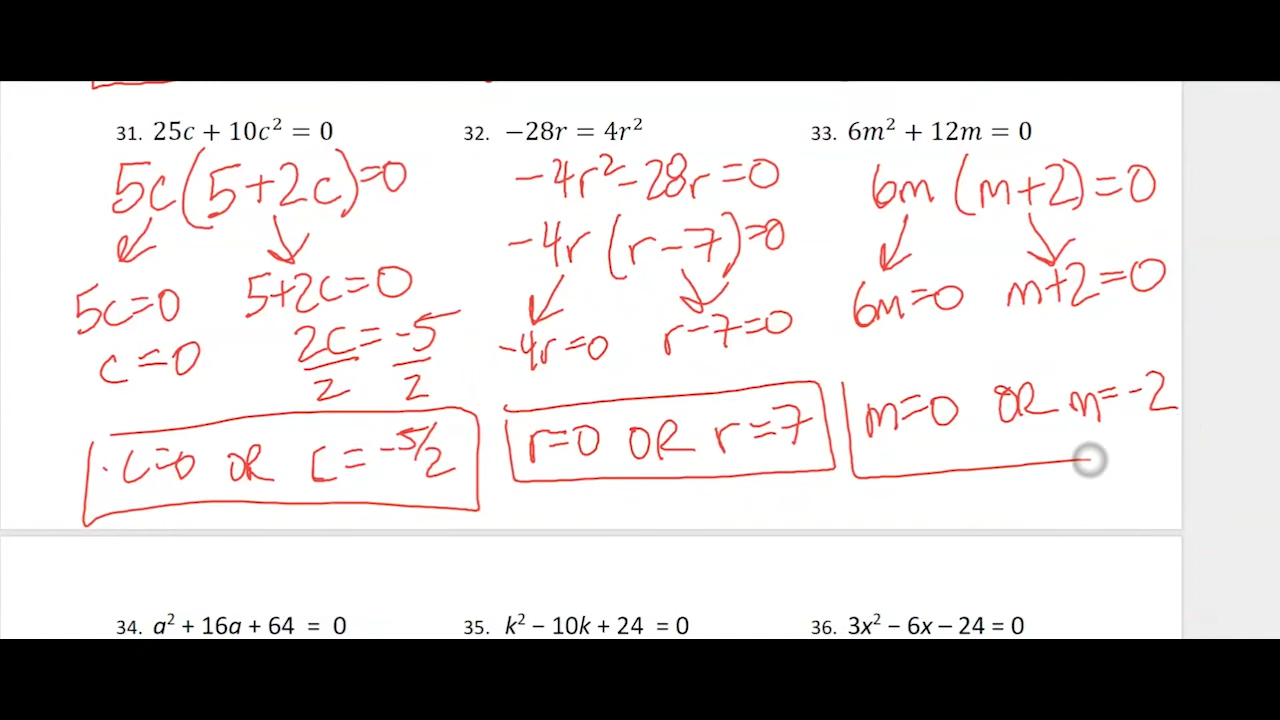 31. 25c + 10c² = 0
5c(5+2c)=0
5c=0 5+2c=0
c=0 2c/2 = -5/2
c=0 OR c=-5/2
32. −28r = 4r²
-4r²-28r=0
-4r(r-7)=0
-4r=0 r-7=0
r=0 OR r=7
33. 6m² + 12m = 0
6m(m+2)=0
6m=0 m+2=0
m=0 OR m=-2
34. a² + 16a + 64 = 0
35. k² − 10k + 24 = 0
36. 3x² − 6x − 24 = 0